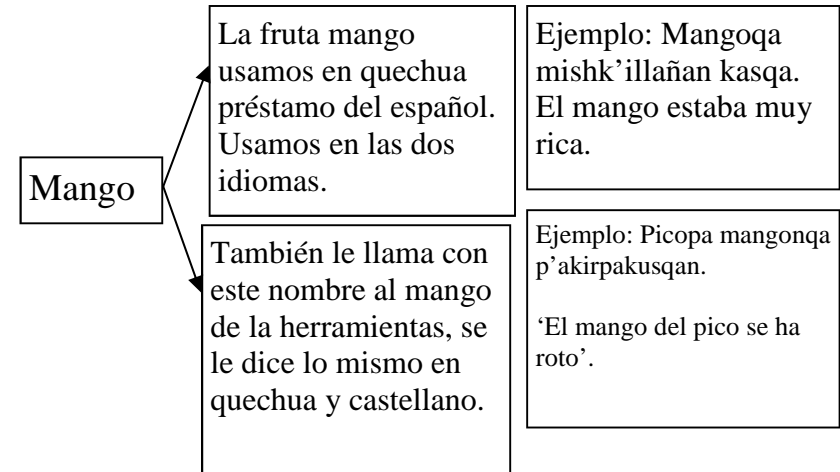 Mango
La fruta mango
usamos en quechua
préstamo del español.
Usamos en las dos
idiomas.
Ejemplo: Mangoqa
mishk’illañan kasqa.
El mango estaba muy
rica.
También le llama con
este nombre al mango
de la herramientas, se
le dice lo mismo en
quechua y castellano.
Ejemplo: Picopa mangonqa
p’akirpakusqan.
‘El mango del pico se ha
roto’.